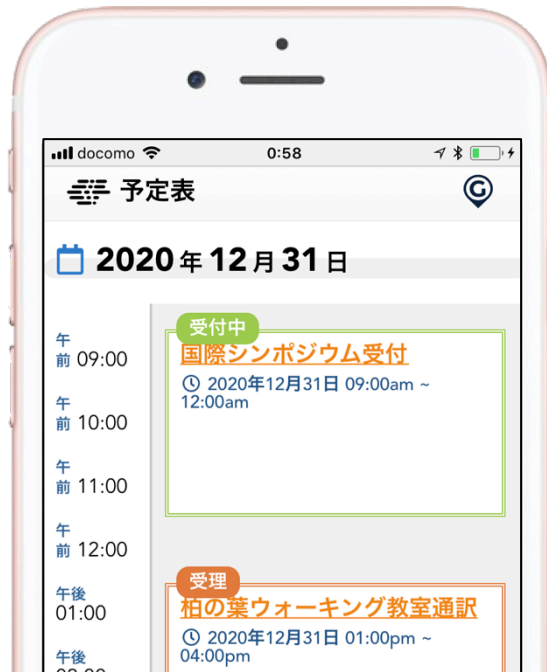 docomo 0:58
予定表
G
2020年12月31日
午前 09:00
受付中
国際シンポジウム受付
2020年12月31日 09:00am ~
12:00am
午前 10:00
午前 11:00
午前 12:00
午後 01:00
受理
柏の葉ウォーキング教室通訳
2020年12月31日 01:00pm ~
04:00pm
午後